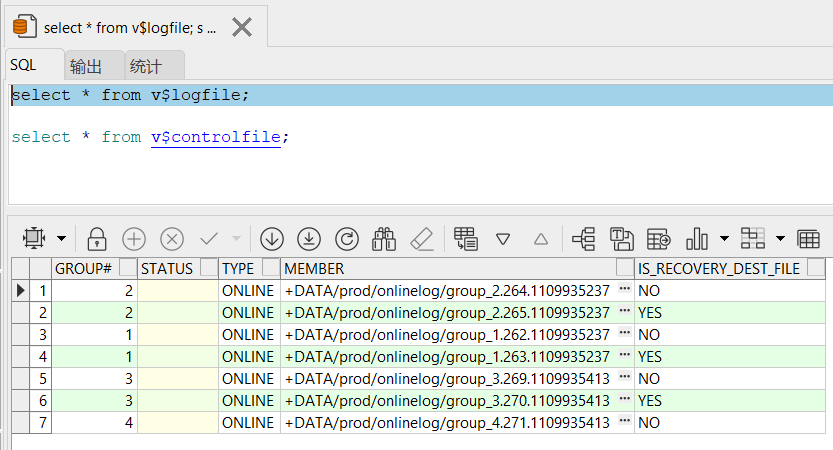 select * from v$logfile; s ...
SQL 输出 统计
select * from v$logfile;
select * from v$controlfile;
GROUP# STATUS TYPE MEMBER IS_RECOVERY_DEST_FILE
1 2 ONLINE +DATA/prod/onlinelog/group_2.264.1109935237 ... NO
2 2 ONLINE +DATA/prod/onlinelog/group_2.265.1109935237 ... YES
3 1 ONLINE +DATA/prod/onlinelog/group_1.262.1109935237 ... NO
4 1 ONLINE +DATA/prod/onlinelog/group_1.263.1109935237 ... YES
5 3 ONLINE +DATA/prod/onlinelog/group_3.269.1109935413 ... NO
6 3 ONLINE +DATA/prod/onlinelog/group_3.270.1109935413 ... YES
7 4 ONLINE +DATA/prod/onlinelog/group_4.271.1109935413 ... NO